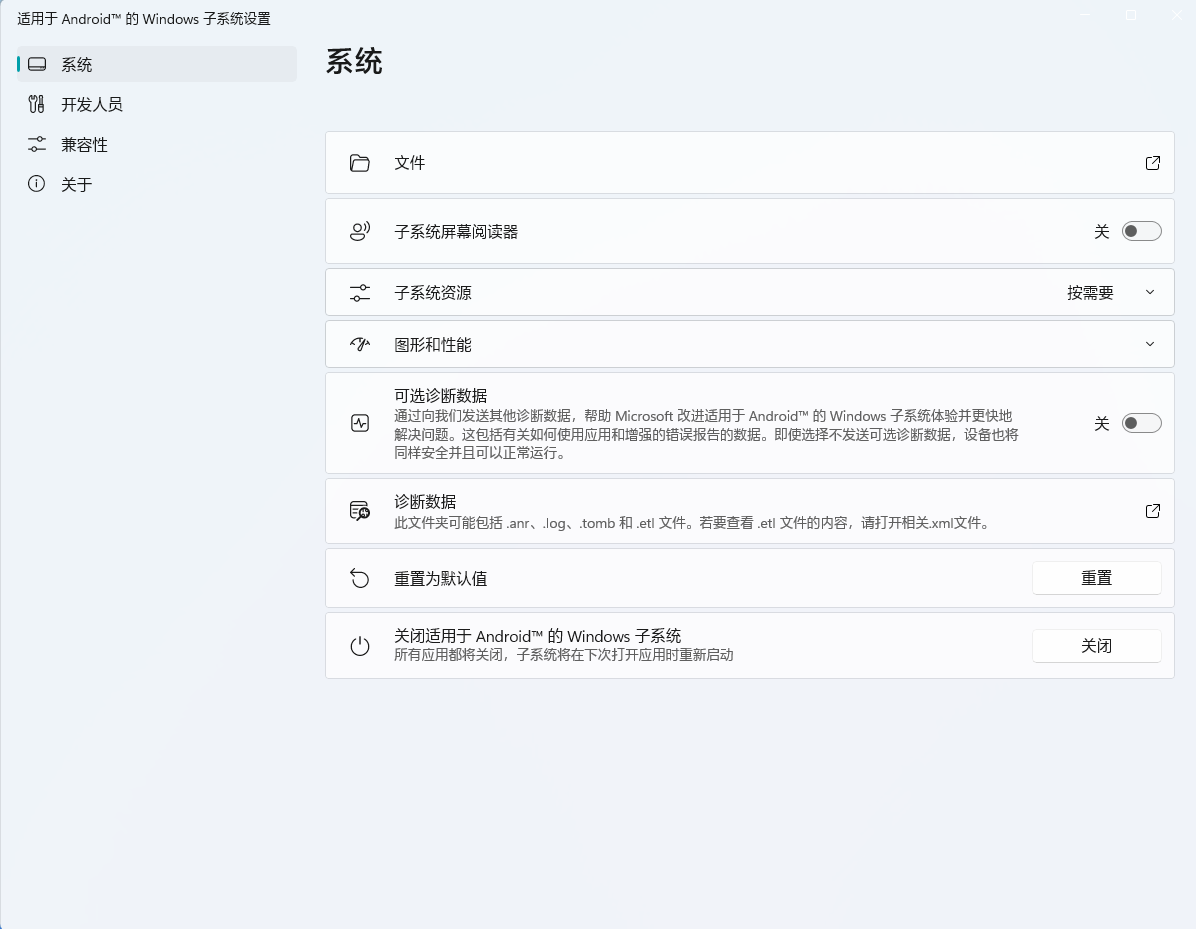 适用于 Android™ 的 Windows 子系统设置
系统
开发人员
兼容性
关于
系统
文件
子系统屏幕阅读器
关
子系统资源
按需要
图形和性能
可选诊断数据
通过向我们发送其他诊断数据，帮助 Microsoft 改进适用于 Android™ 的 Windows 子系统体验并更快地
解决问题。这包括有关如何使用应用和增强的错误报告的数据。即使选择不发送可选诊断数据，设备也将
同样安全并且可以正常运行。
关
诊断数据
此文件夹可能包括 .anr、.log、.tomb 和 .etl 文件。若要查看 .etl 文件的内容，请打开相关.xml文件。
重置为默认值
重置
关闭适用于 Android™ 的 Windows 子系统
所有应用都将关闭，子系统将在下次打开应用时重新启动
关闭